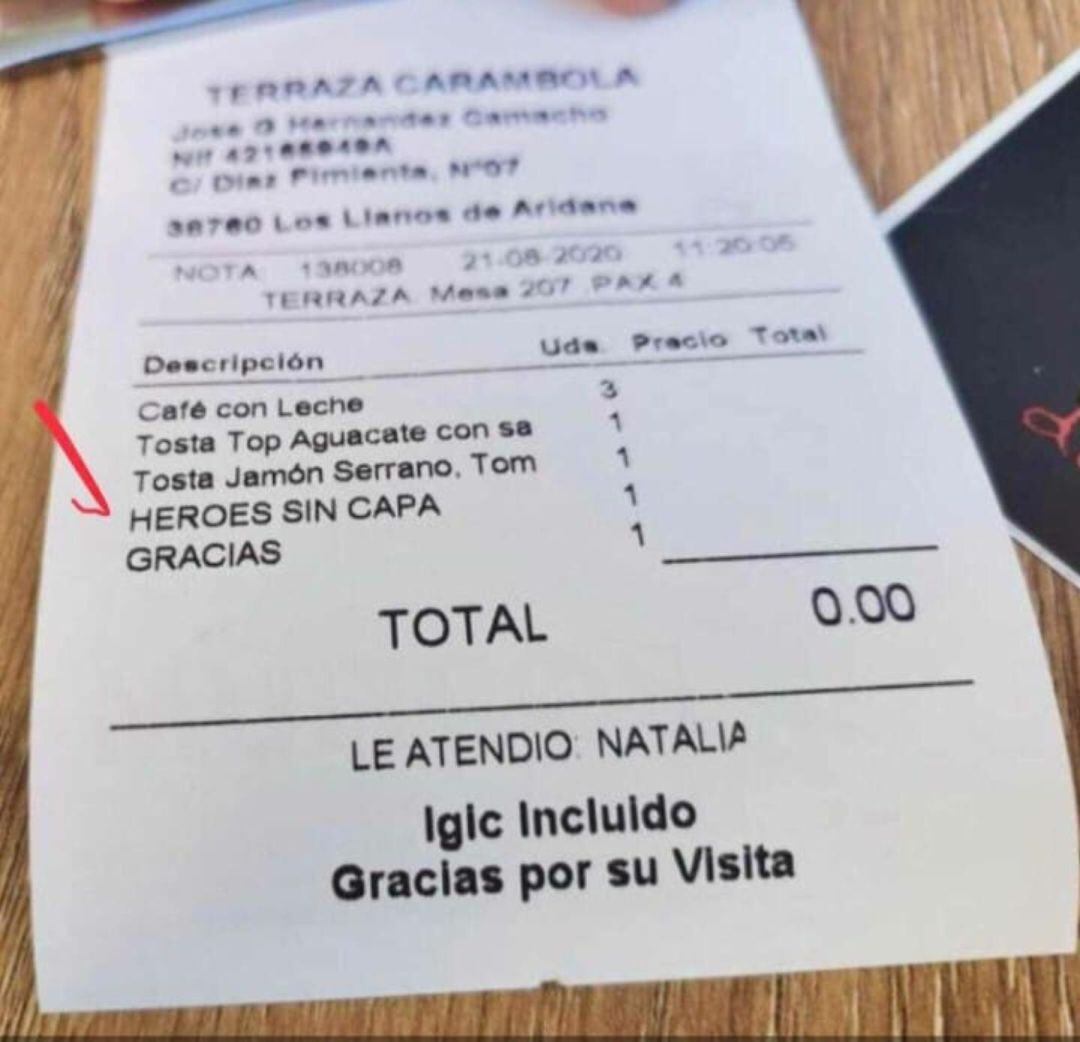 TERRAZA CARAMBOLA
Jose G Hernandez Camacho
Nif
C/ Diaz Pimienta, Nº07
38760 Los Llanos de Aridane
NOTA 138008 21-08-2020 11:20:05
TERRAZA Mesa 207 PAX 4
Descripción Uds. Precio Total
Café con Leche 3
Tosta Top Aguacate con sa 1
Tosta Jamón Serrano, Tom 1
HEROES SIN CAPA 1
GRACIAS 1
TOTAL 0.00
LE ATENDIO: NATALIA
Igic Incluido
Gracias por su Visita